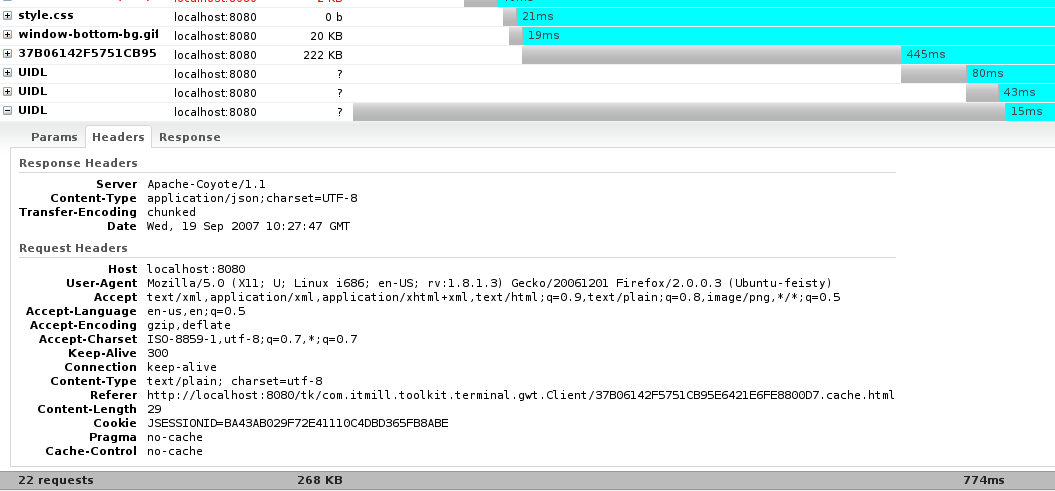 style.css localhost:8080 0 b 21ms
window-bottom-bg.gif localhost:8080 20 KB 19ms
37B06142F5751CB95 localhost:8080 222 KB 445ms
UIDL localhost:8080 ? 80ms
UIDL localhost:8080 ? 43ms
UIDL localhost:8080 ? 15ms
Params Headers Response
Response Headers
Server Apache-Coyote/1.1
Content-Type application/json;charset=UTF-8
Transfer-Encoding chunked
Date Wed, 19 Sep 2007 10:27:47 GMT
Request Headers
Host localhost:8080
User-Agent Mozilla/5.0 (X11; U; Linux i686; en-US; rv:1.8.1.3) Gecko/20061201 Firefox/2.0.0.3 (Ubuntu-feisty)
Accept text/xml,application/xml,application/xhtml+xml,text/html;q=0.9,text/plain;q=0.8,image/png,*/*;q=0.5
Accept-Language en-us,en;q=0.5
Accept-Encoding gzip,deflate
Accept-Charset ISO-8859-1,utf-8;q=0.7,*;q=0.7
Keep-Alive 300
Connection keep-alive
Content-Type text/plain; charset=utf-8
Referer http://localhost:8080/tk/com.itmill.toolkit.terminal.gwt.Client/37B06142F5751CB95E6421E6FE8800D7.cache.html
Content-Length 29
Cookie JSESSIONID=BA43AB029F72E41110C4DBD365FB8ABE
Pragma no-cache
Cache-Control no-cache
22 requests 268 KB 774ms